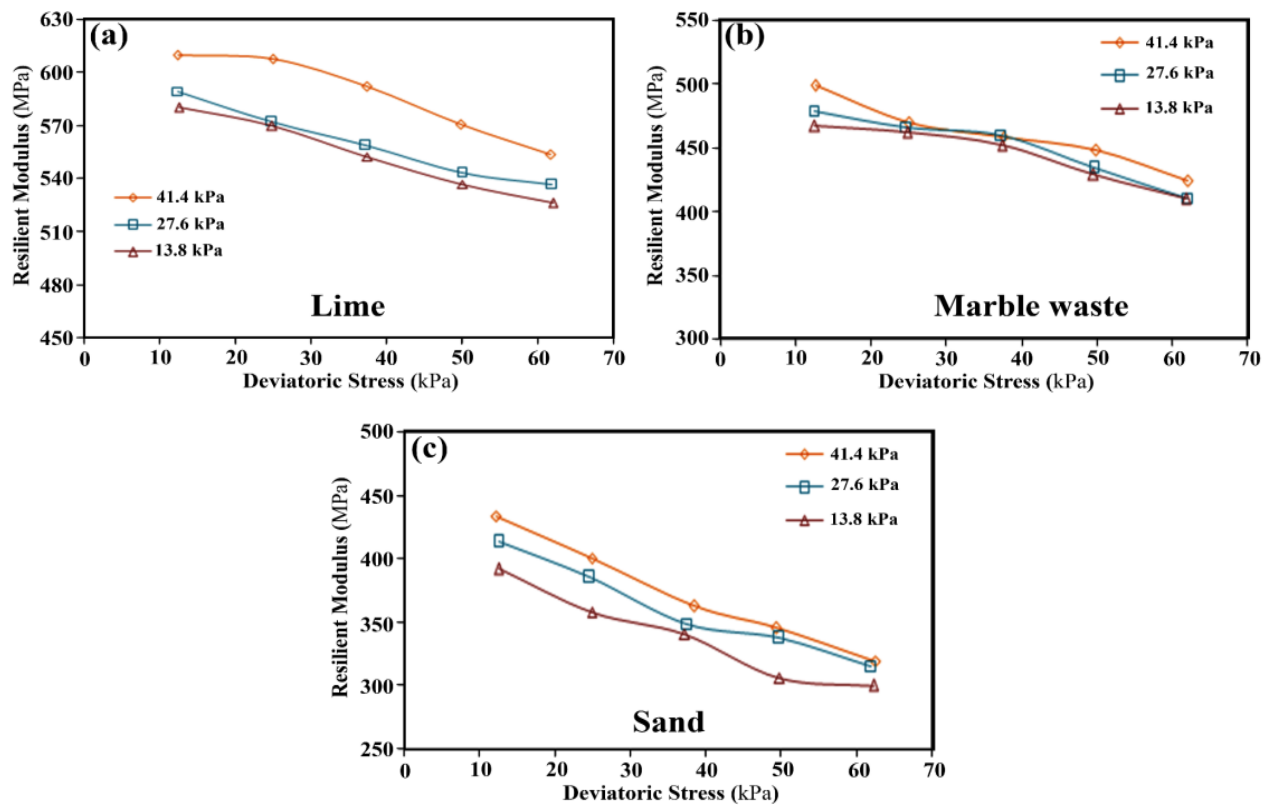 (a)
Resilient Modulus (MPa)
630
600
570
540
510
480
450
41.4 kPa
27.6 kPa
13.8 kPa
Lime
0 10 20 30 40 50 60 70
Deviatoric Stress (kPa)
(b)
Resilient Modulus (MPa)
550
500
450
400
350
300
41.4 kPa
27.6 kPa
13.8 kPa
Marble waste
0 10 20 30 40 50 60 70
Deviatoric Stress (kPa)
(c)
Resilient Modulus (MPa)
500
450
400
350
300
250
41.4 kPa
27.6 kPa
13.8 kPa
Sand
0 10 20 30 40 50 60 70
Deviatoric Stress (kPa)